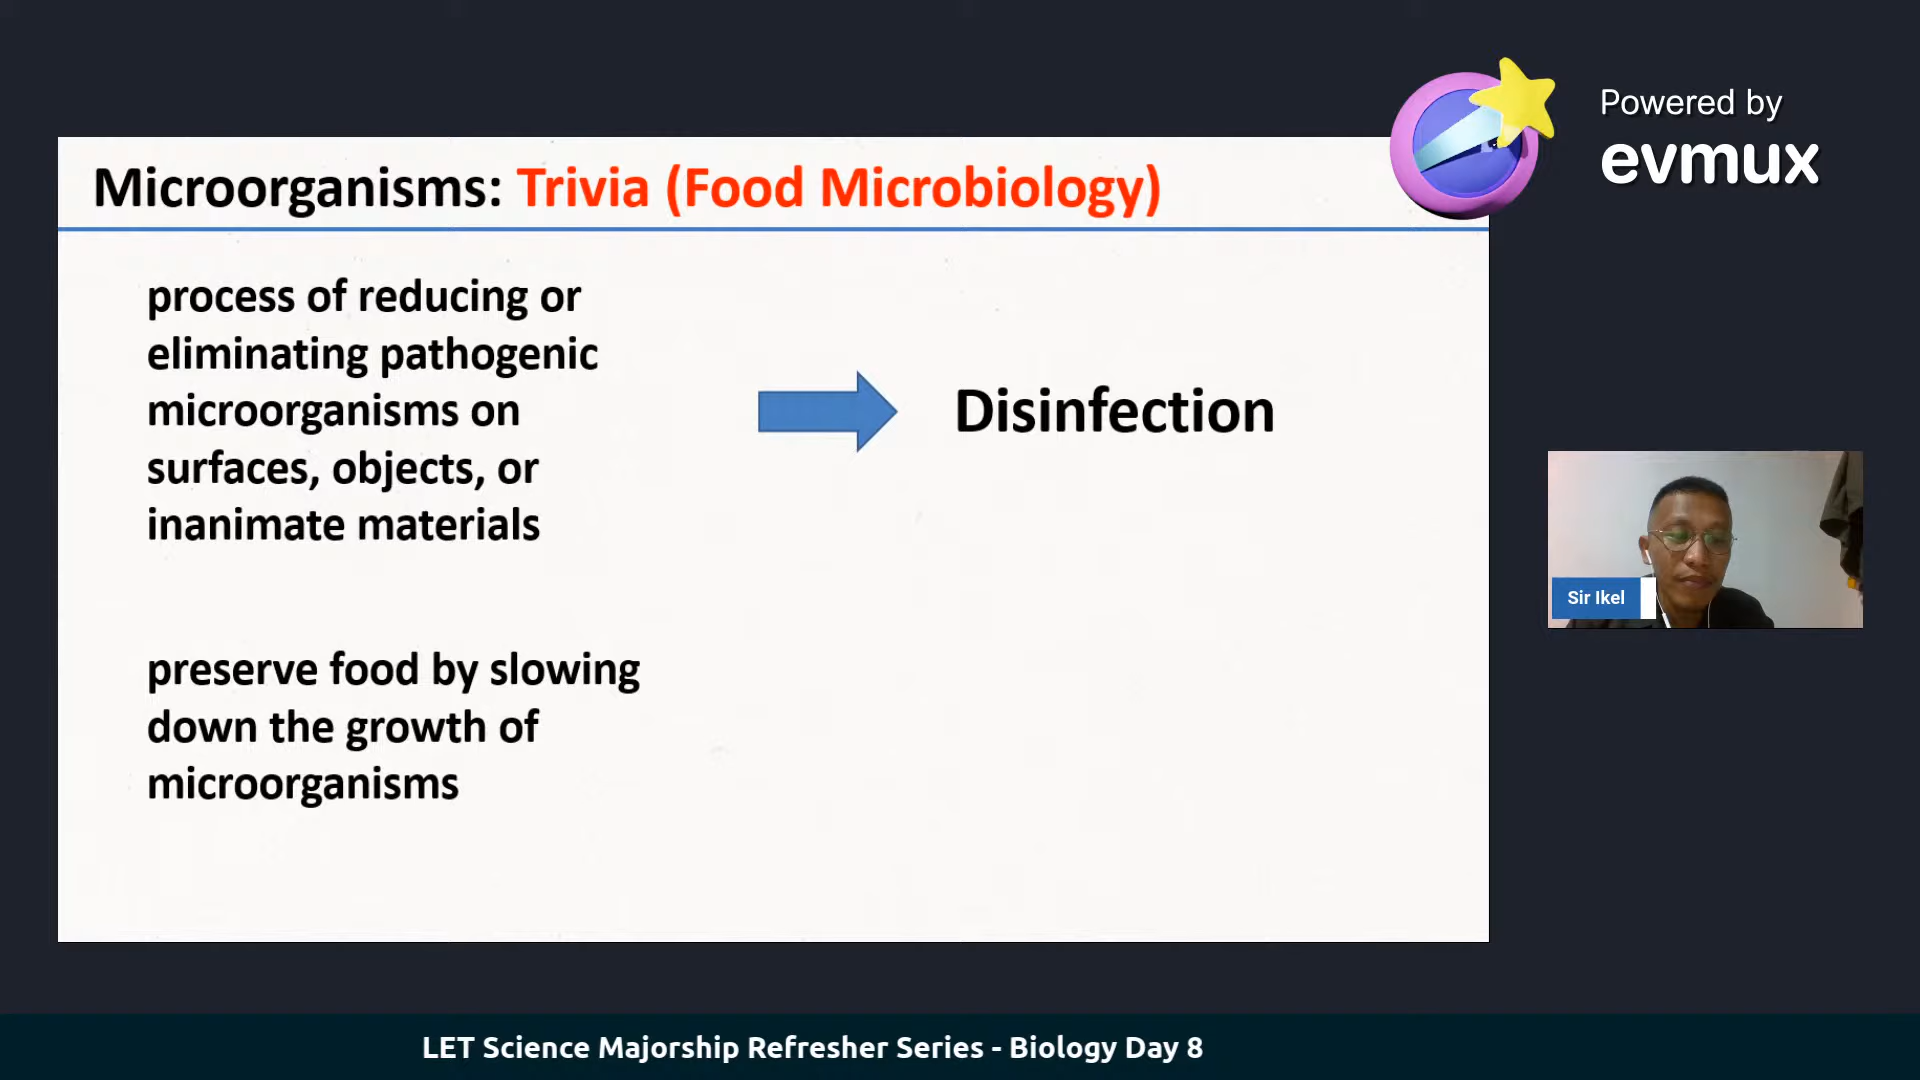 Powered by
evmux
Microorganisms: Trivia (Food Microbiology)
process of reducing or
eliminating pathogenic
microorganisms on
surfaces, objects, or
inanimate materials
Disinfection
preserve food by slowing
down the growth of
microorganisms
Sir Ikel
LET Science Majorship Refresher Series - Biology Day 8